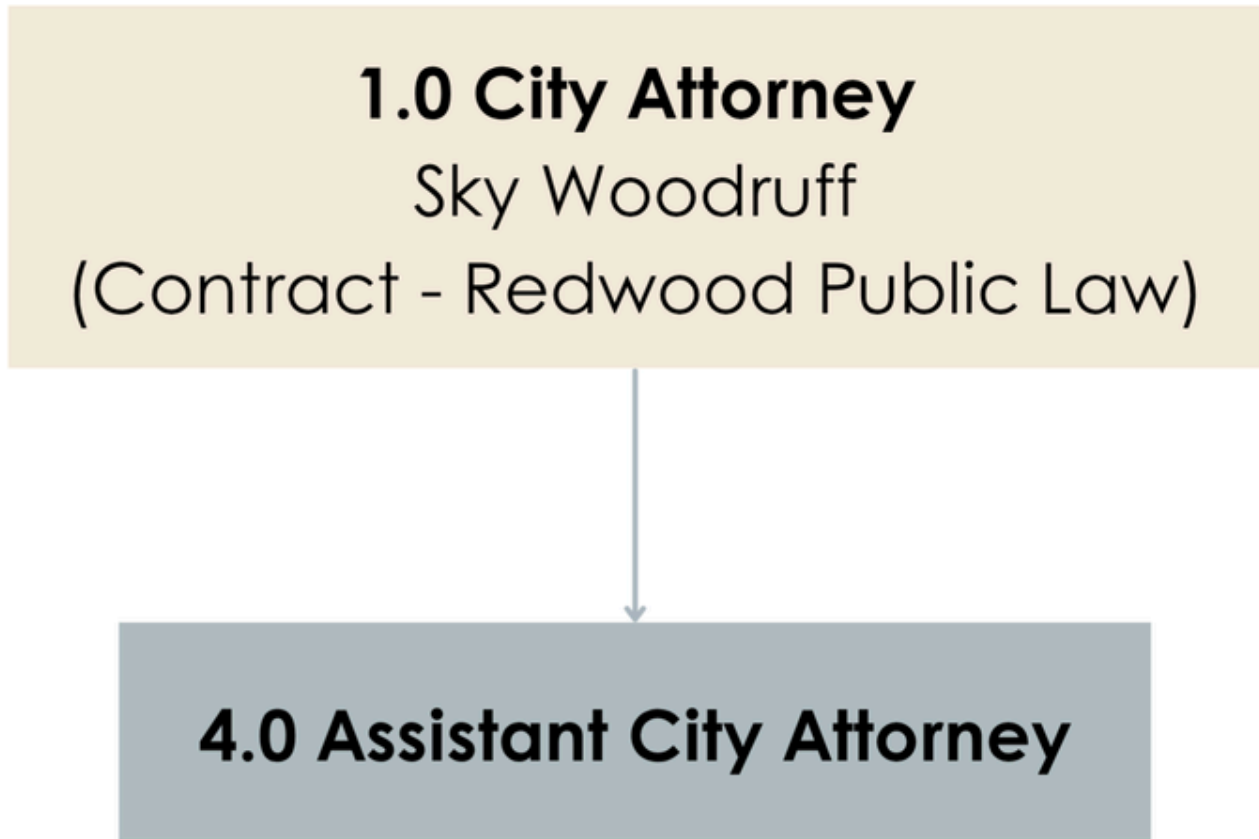 1.0 City Attorney
Sky Woodruff
(Contract - Redwood Public Law)
4.0 Assistant City Attorney